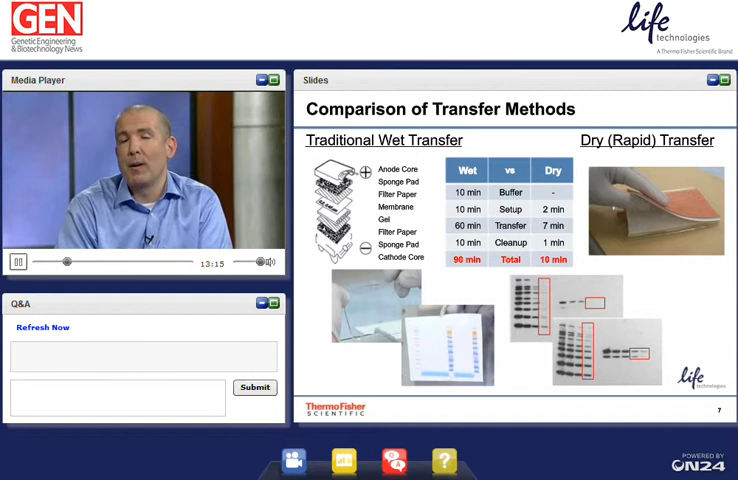 GEN
Genetic Engineering
& Biotechnology News
life
technologies
A Thermo Fisher Scientific Brand
Media Player
13:15
Q&A
Refresh Now
Submit
Slides
Comparison of Transfer Methods
Traditional Wet Transfer
Dry (Rapid) Transfer
Anode Core
Sponge Pad
Filter Paper
Membrane
Gel
Filter Paper
Sponge Pad
Cathode Core
Wet vs Dry
10 min Buffer -
10 min Setup 2 min
60 min Transfer 7 min
10 min Cleanup 1 min
90 min Total 10 min
life
technologies
ThermoFisher
SCIENTIFIC
7
Q
A
?
POWERED BY
ON24